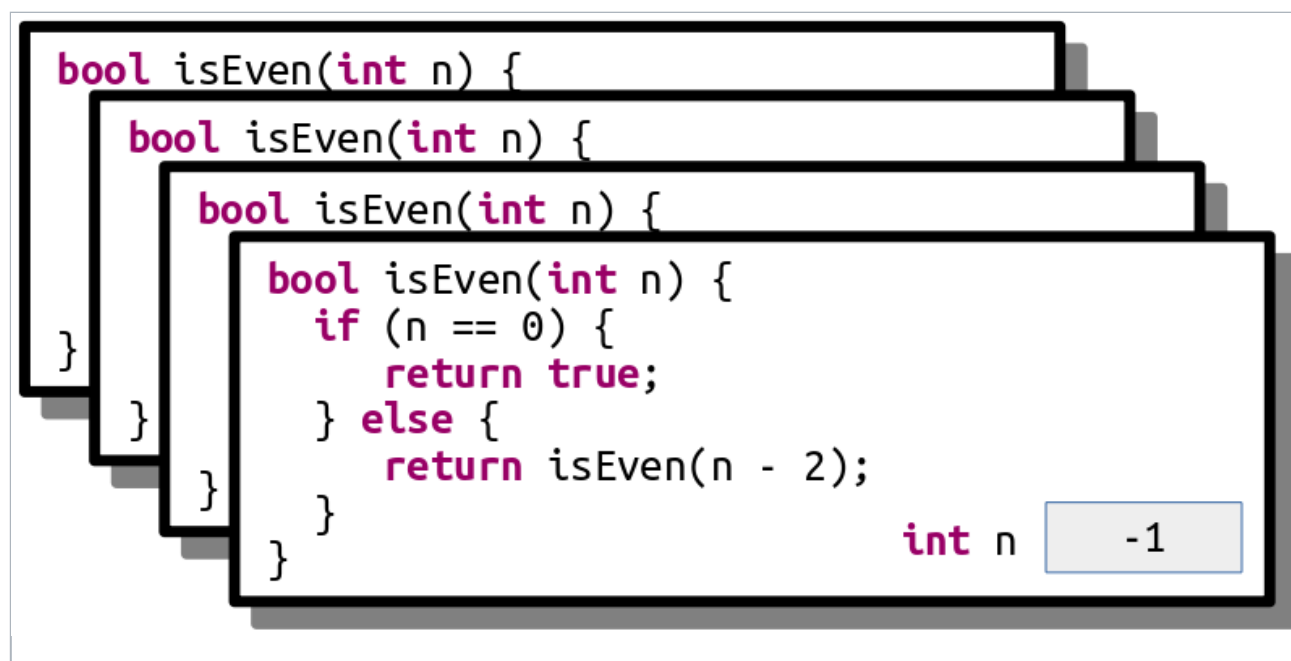 bool isEven(int n) {
bool isEven(int n) {
bool isEven(int n) {
bool isEven(int n) {
if (n == 0) {
return true;
} else {
return isEven(n - 2);
}
}
int n -1
}
}
}